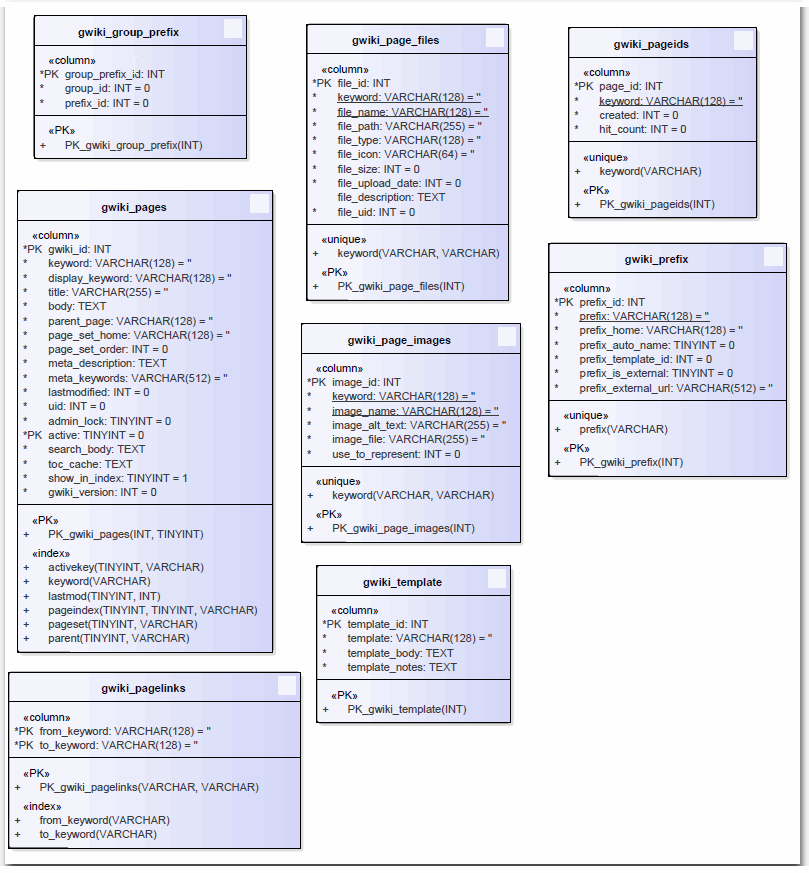 gwiki_group_prefix
«column»
*PK group_prefix_id: INT
* group_id: INT = 0
* prefix_id: INT = 0
«PK»
+ PK_gwiki_group_prefix(INT)
gwiki_pages
«column»
*PK gwiki_id: INT
* keyword: VARCHAR(128) = ''
* display_keyword: VARCHAR(128) = ''
* title: VARCHAR(255) = ''
* body: TEXT
* parent_page: VARCHAR(128) = ''
* page_set_home: VARCHAR(128) = ''
* page_set_order: INT = 0
* meta_description: TEXT
* meta_keywords: VARCHAR(512) = ''
* lastmodified: INT = 0
* uid: INT = 0
* admin_lock: TINYINT = 0
*PK active: TINYINT = 0
* search_body: TEXT
* toc_cache: TEXT
* show_in_index: TINYINT = 1
* gwiki_version: INT = 0
«PK»
+ PK_gwiki_pages(INT, TINYINT)
«index»
+ activekey(TINYINT, VARCHAR)
+ keyword(VARCHAR)
+ lastmod(TINYINT, INT)
+ pageindex(TINYINT, TINYINT, VARCHAR)
+ pageset(TINYINT, VARCHAR)
+ parent(TINYINT, VARCHAR)
gwiki_pagelinks
«column»
*PK from_keyword: VARCHAR(128) = ''
*PK to_keyword: VARCHAR(128) = ''
«PK»
+ PK_gwiki_pagelinks(VARCHAR, VARCHAR)
«index»
+ from_keyword(VARCHAR)
+ to_keyword(VARCHAR)
gwiki_page_files
«column»
*PK file_id: INT
* keyword: VARCHAR(128) = ''
* file_name: VARCHAR(128) = ''
* file_path: VARCHAR(255) = ''
* file_type: VARCHAR(128) = ''
* file_icon: VARCHAR(64) = ''
* file_size: INT = 0
* file_upload_date: INT = 0
file_description: TEXT
* file_uid: INT = 0
«unique»
+ keyword(VARCHAR, VARCHAR)
«PK»
+ PK_gwiki_page_files(INT)
gwiki_page_images
«column»
*PK image_id: INT
* keyword: VARCHAR(128) = ''
* image_name: VARCHAR(128) = ''
* image_alt_text: VARCHAR(255) = ''
* image_file: VARCHAR(255) = ''
* use_to_represent: INT = 0
«unique»
+ keyword(VARCHAR, VARCHAR)
«PK»
+ PK_gwiki_page_images(INT)
gwiki_template
«column»
*PK template_id: INT
* template: VARCHAR(128) = ''
* template_body: TEXT
* template_notes: TEXT
«PK»
+ PK_gwiki_template(INT)
gwiki_pageids
«column»
*PK page_id: INT
* keyword: VARCHAR(128) = ''
* created: INT = 0
* hit_count: INT = 0
«unique»
+ keyword(VARCHAR)
«PK»
+ PK_gwiki_pageids(INT)
gwiki_prefix
«column»
*PK prefix_id: INT
* prefix: VARCHAR(128) = ''
* prefix_home: VARCHAR(128) = ''
* prefix_auto_name: TINYINT = 0
* prefix_template_id: INT = 0
* prefix_is_external: TINYINT = 0
* prefix_external_url: VARCHAR(512) = ''
«unique»
+ prefix(VARCHAR)
«PK»
+ PK_gwiki_prefix(INT)